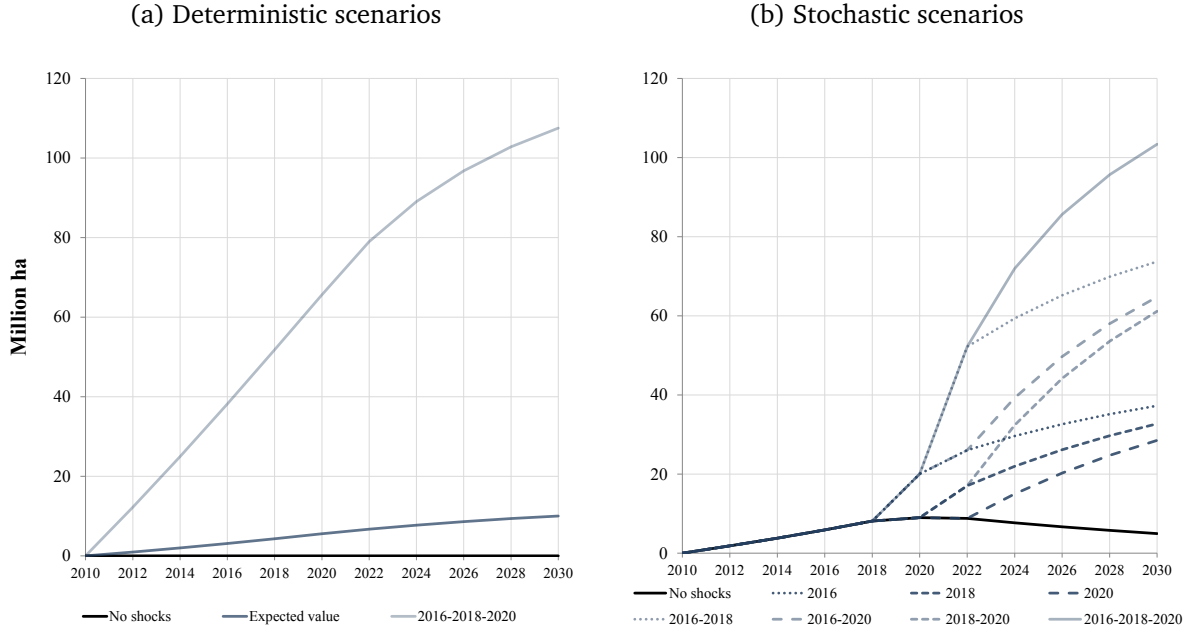 (a) Deterministic scenarios
Million ha
120
100
80
60
40
20
0
2010 2012 2014 2016 2018 2020 2022 2024 2026 2028 2030
No shocks Expected value 2016-2018-2020
(b) Stochastic scenarios
120
100
80
60
40
20
0
2010 2012 2014 2016 2018 2020 2022 2024 2026 2028 2030
No shocks 2016 2018 2020
2016-2018 2016-2020 2018-2020 2016-2018-2020